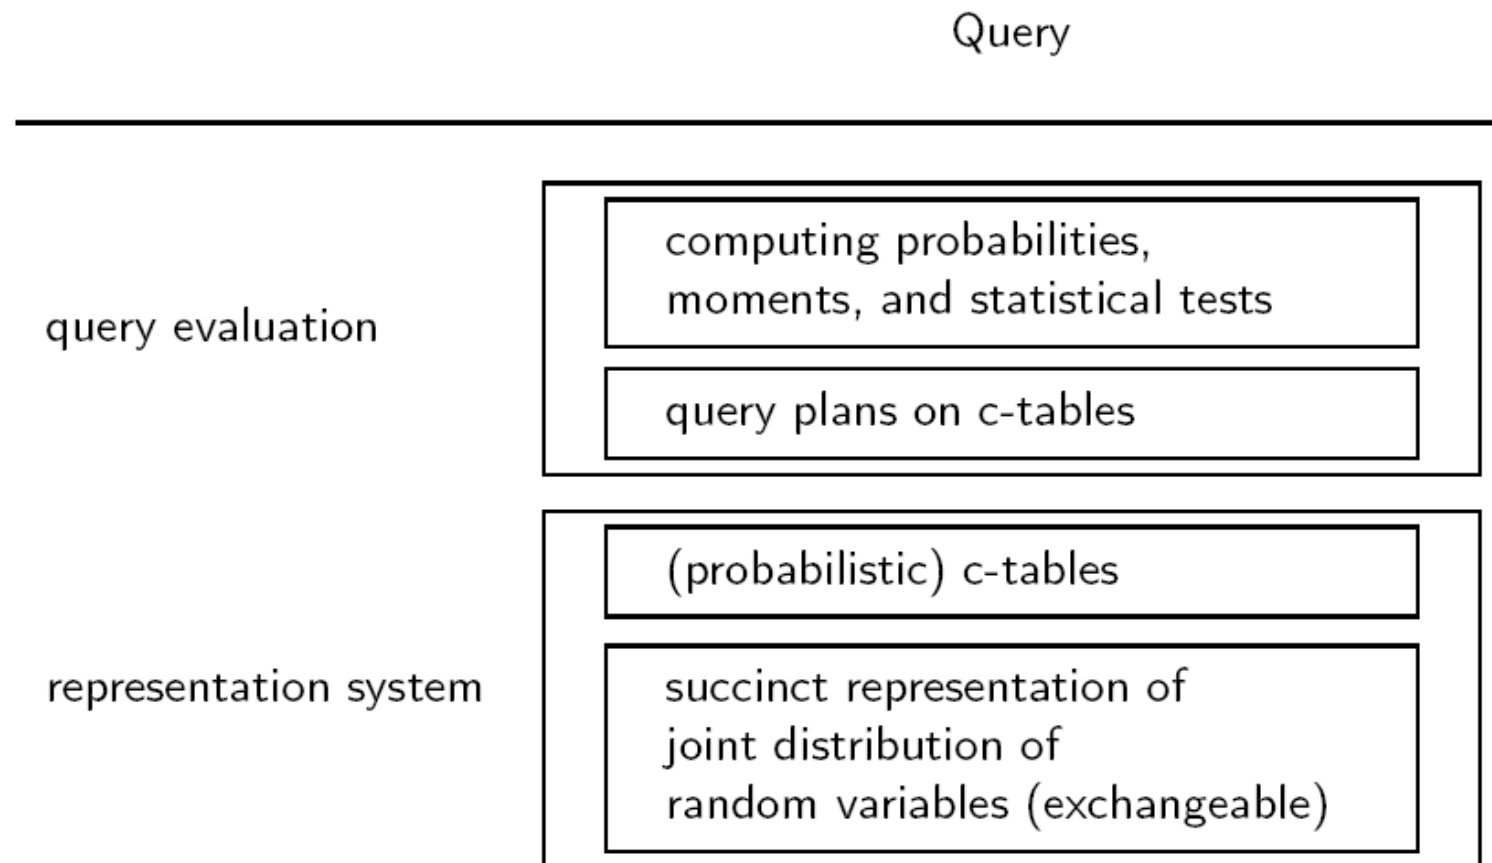 Query
query evaluation
computing probabilities,
moments, and statistical tests
query plans on c-tables
representation system
(probabilistic) c-tables
succinct representation of
joint distribution of
random variables (exchangeable)